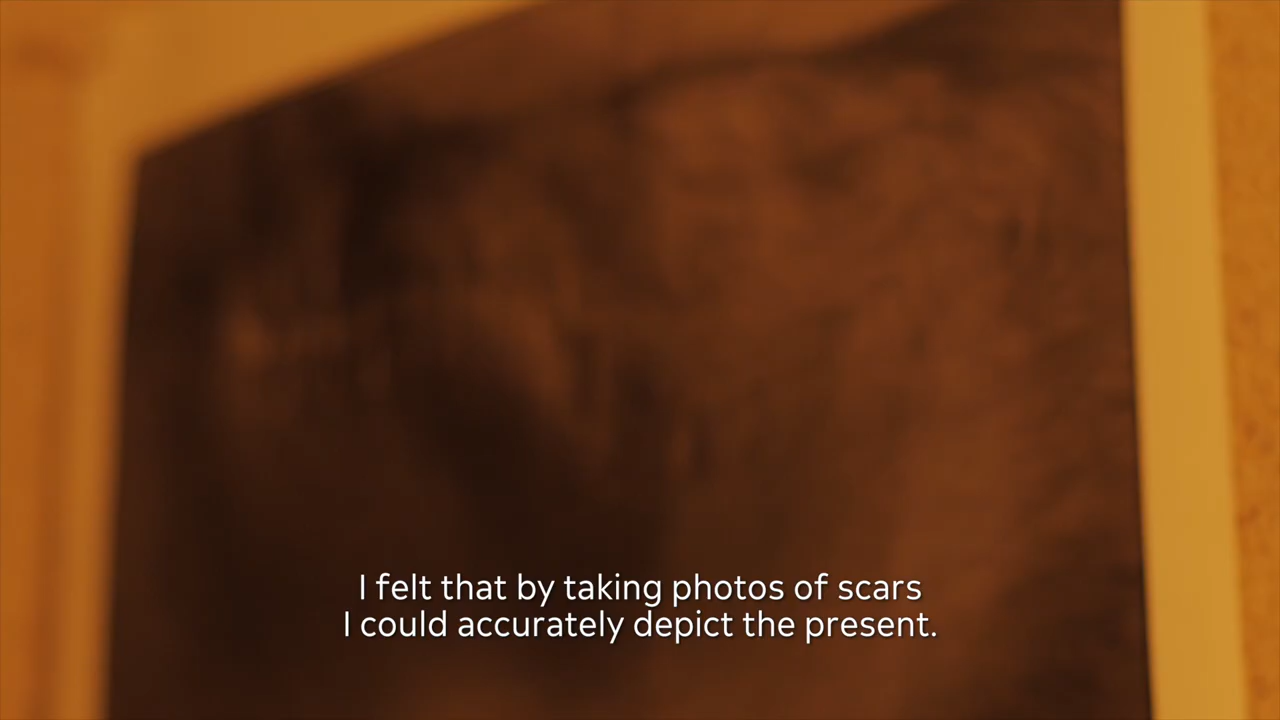 I felt that by taking photos of scars
I could accurately depict the present.